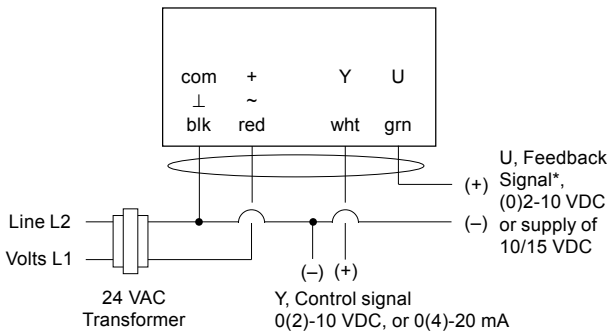 com + Y U
⊥ ~
blk red wht grn
U, Feedback
(+) Signal*,
(0)2-10 VDC
Line L2 (–) or supply of
10/15 VDC
Volts L1
(–) (+)
24 VAC
Transformer
Y, Control signal
0(2)-10 VDC, or 0(4)-20 mA